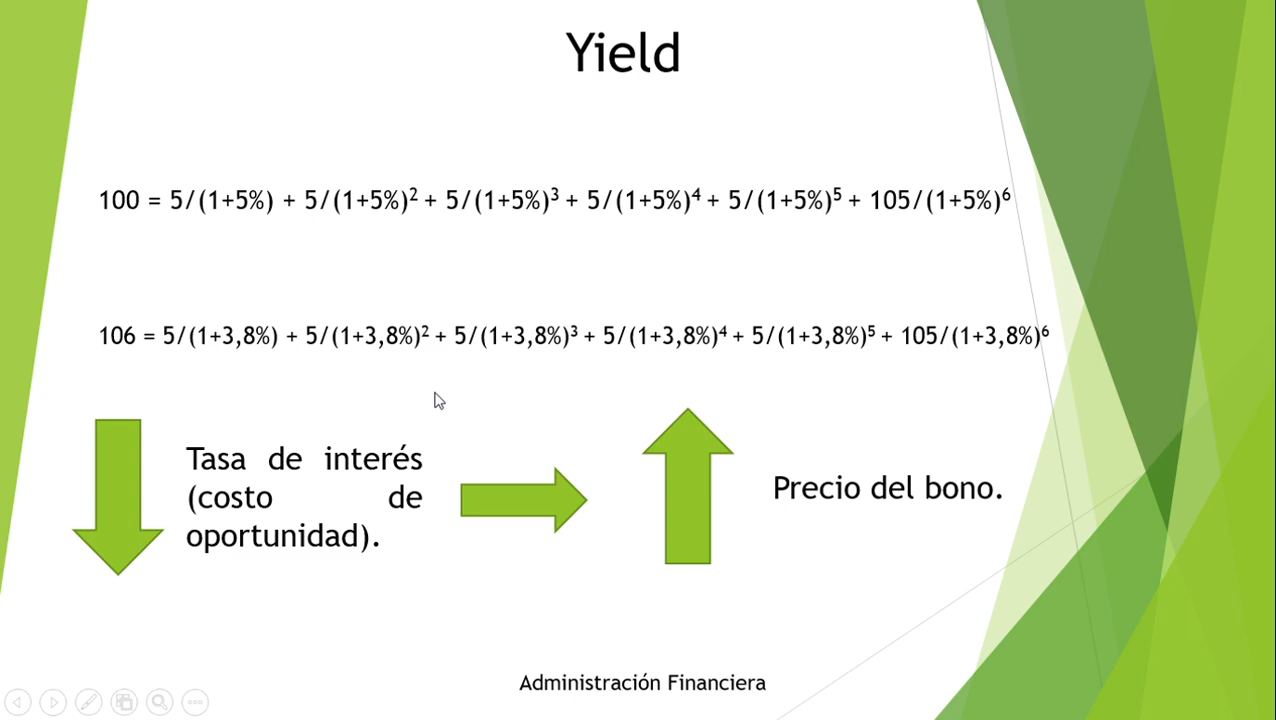 Yield
100 = 5/(1+5%) + 5/(1+5%)² + 5/(1+5%)³ + 5/(1+5%)⁴ + 5/(1+5%)⁵ + 105/(1+5%)⁶
106 = 5/(1+3,8%) + 5/(1+3,8%)² + 5/(1+3,8%)³ + 5/(1+3,8%)⁴ + 5/(1+3,8%)⁵ + 105/(1+3,8%)⁶
Tasa de interés
(costo de
oportunidad).
Precio del bono.
Administración Financiera